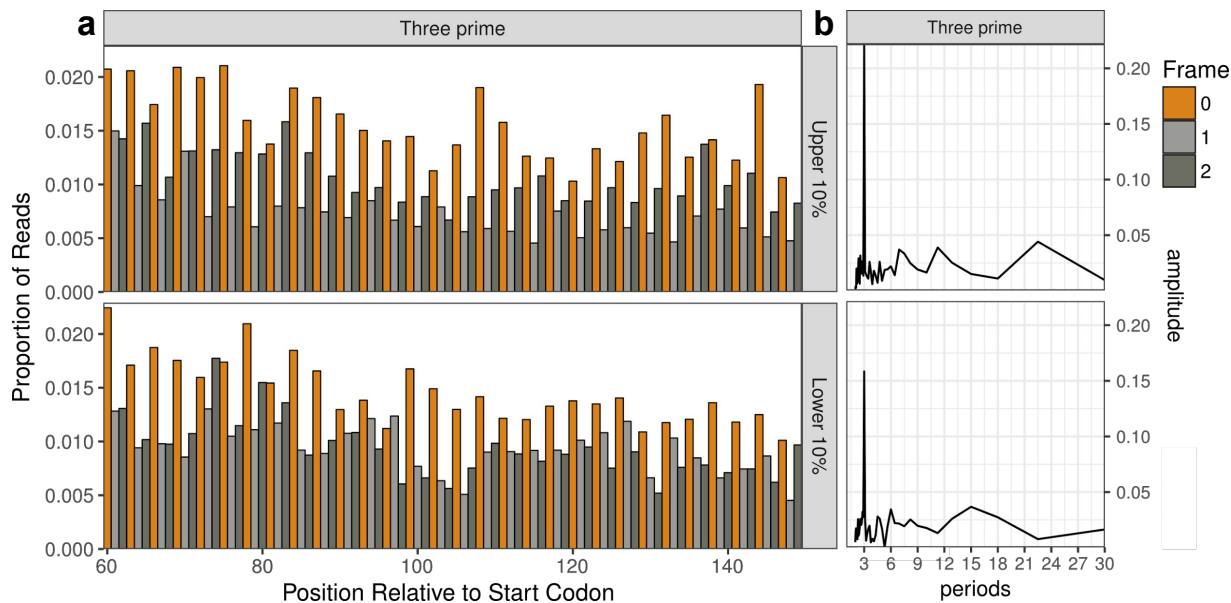 a
Three prime
b
Three prime
Frame
0
1
2
Proportion of Reads
0.020
0.015
0.010
0.005
0.000
Upper 10%
0.20
0.15
0.10
0.05
amplitude
0.020
0.015
0.010
0.005
0.000
Lower 10%
0.20
0.15
0.10
0.05
60 80 100 120 140
3 6 9 12 15 18 21 24 27 30
Position Relative to Start Codon
periods